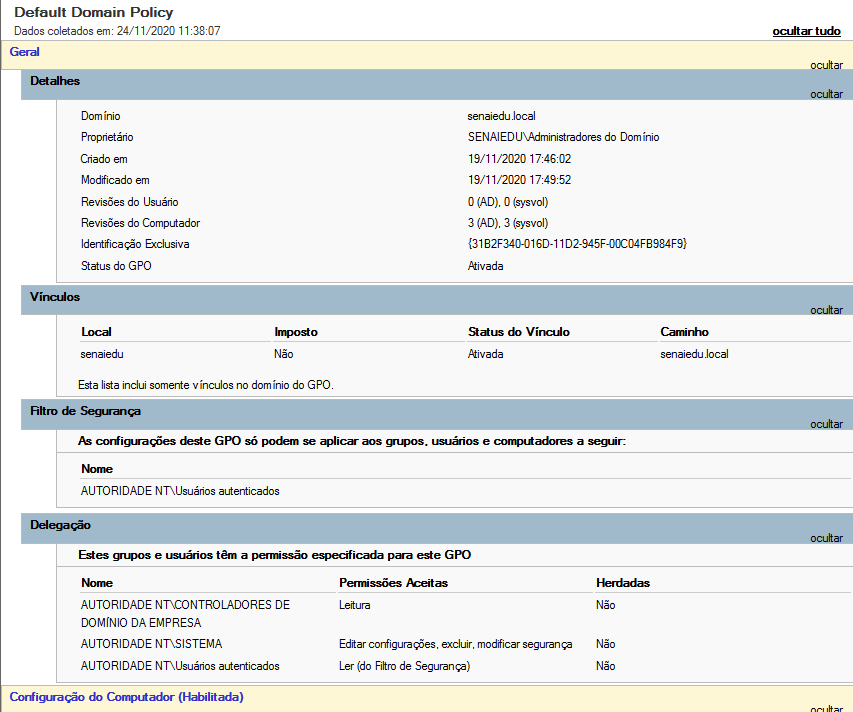 Default Domain Policy
Dados coletados em: 24/11/2020 11:38:07
ocultar tudo
Geral
ocultar
Detalhes
ocultar
Domínio senaiedu.local
Proprietário SENAIEDU\Administradores do Domínio
Criado em 19/11/2020 17:46:02
Modificado em 19/11/2020 17:49:52
Revisões do Usuário 0 (AD), 0 (sysvol)
Revisões do Computador 3 (AD), 3 (sysvol)
Identificação Exclusiva {31B2F340-016D-11D2-945F-00C04FB984F9}
Status do GPO Ativada
Vínculos
ocultar
Local Imposto Status do Vínculo Caminho
senaiedu Não Ativada senaiedu.local
Esta lista inclui somente vínculos no domínio do GPO.
Filtro de Segurança
ocultar
As configurações deste GPO só podem se aplicar aos grupos, usuários e computadores a seguir:
Nome
AUTORIDADE NT\Usuários autenticados
Delegação
ocultar
Estes grupos e usuários têm a permissão especificada para este GPO
Nome Permissões Aceitas Herdadas
AUTORIDADE NT\CONTROLADORES DE Leitura Não
DOMÍNIO DA EMPRESA
AUTORIDADE NT\SISTEMA Editar configurações, excluir, modificar segurança Não
AUTORIDADE NT\Usuários autenticados Ler (do Filtro de Segurança) Não
Configuração do Computador (Habilitada)
ocultar